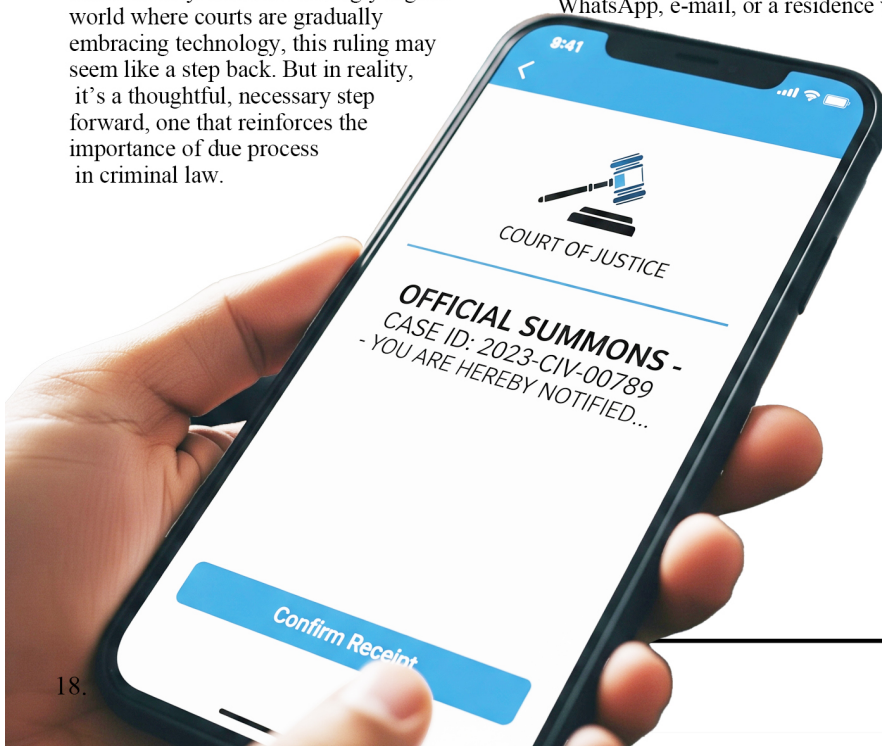 world where courts are gradually
embracing technology, this ruling may
seem like a step back. But in reality,
it's a thoughtful, necessary step
forward, one that reinforces the
importance of due process
in criminal law.
WhatsApp, e-mail, or a residence
9:41
COURT OF JUSTICE
OFFICIAL SUMMONS -
CASE ID: 2023-CIV-00789
- YOU ARE HEREBY NOTIFIED...
Confirm Receipt
18.